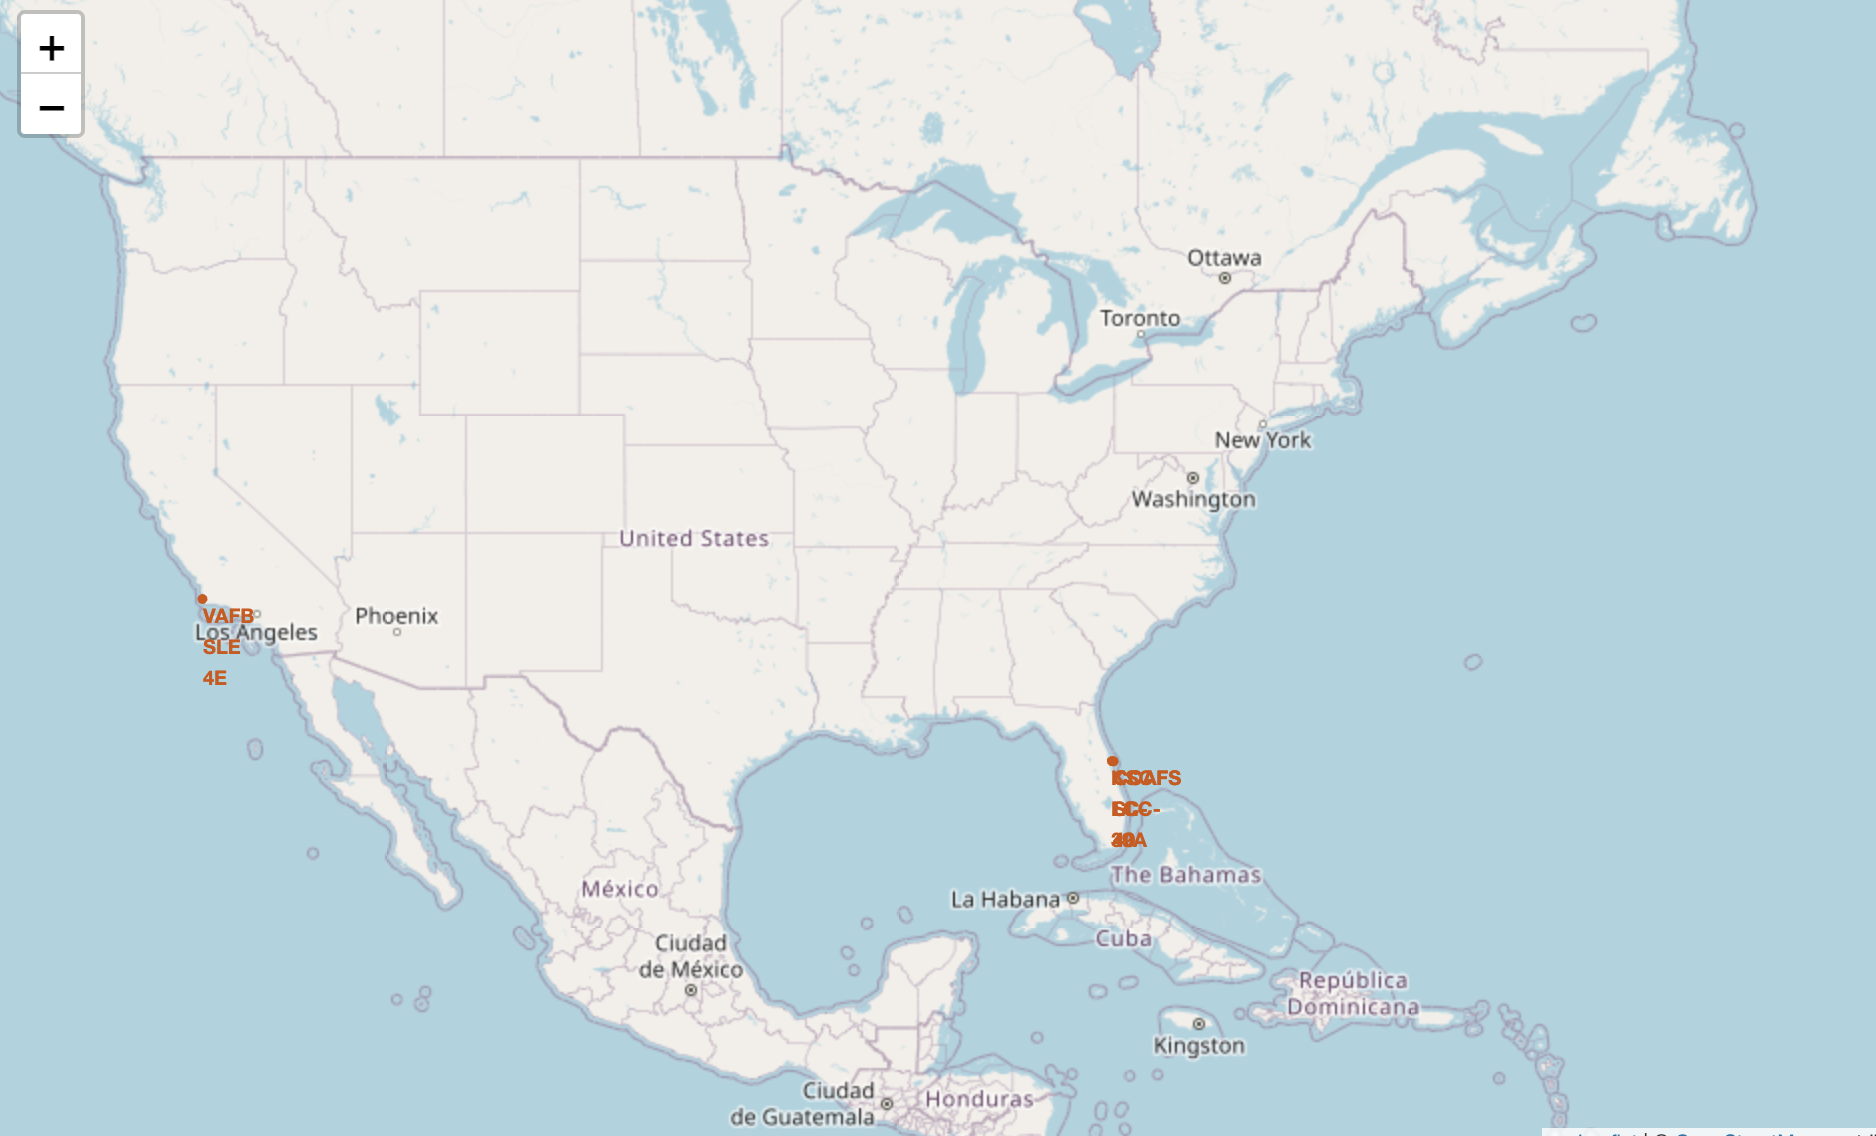 +
−
Ottawa
Toronto
New York
Washington
United States
Phoenix
VAFB
Los Angeles
SLE
4E
The Bahamas
La Habana
México
Cuba
Ciudad
de México
República
Dominicana
Kingston
Ciudad
de Guatemala
Honduras